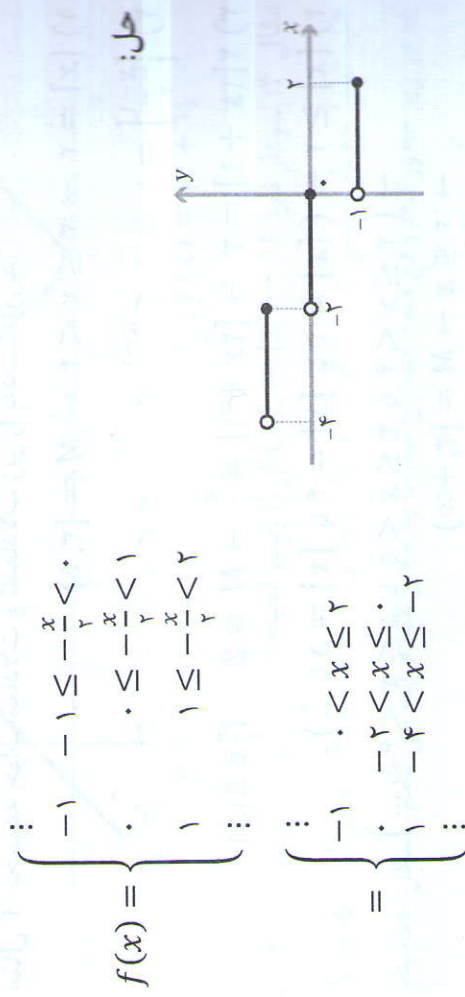 حل:
f(x) =
⋮
−۱ −۱ ≤ −x/۲ < ۰
۰ ۰ ≤ −x/۲ < ۱
۱ ۱ ≤ −x/۲ < ۲
⋮
=
⋮
−۱ ۰ < x ≤ ۲
۰ −۲ < x ≤ ۰
۱ −۴ < x ≤ −۲
⋮
y
x
−۴
−۲
۰
۲
−۱